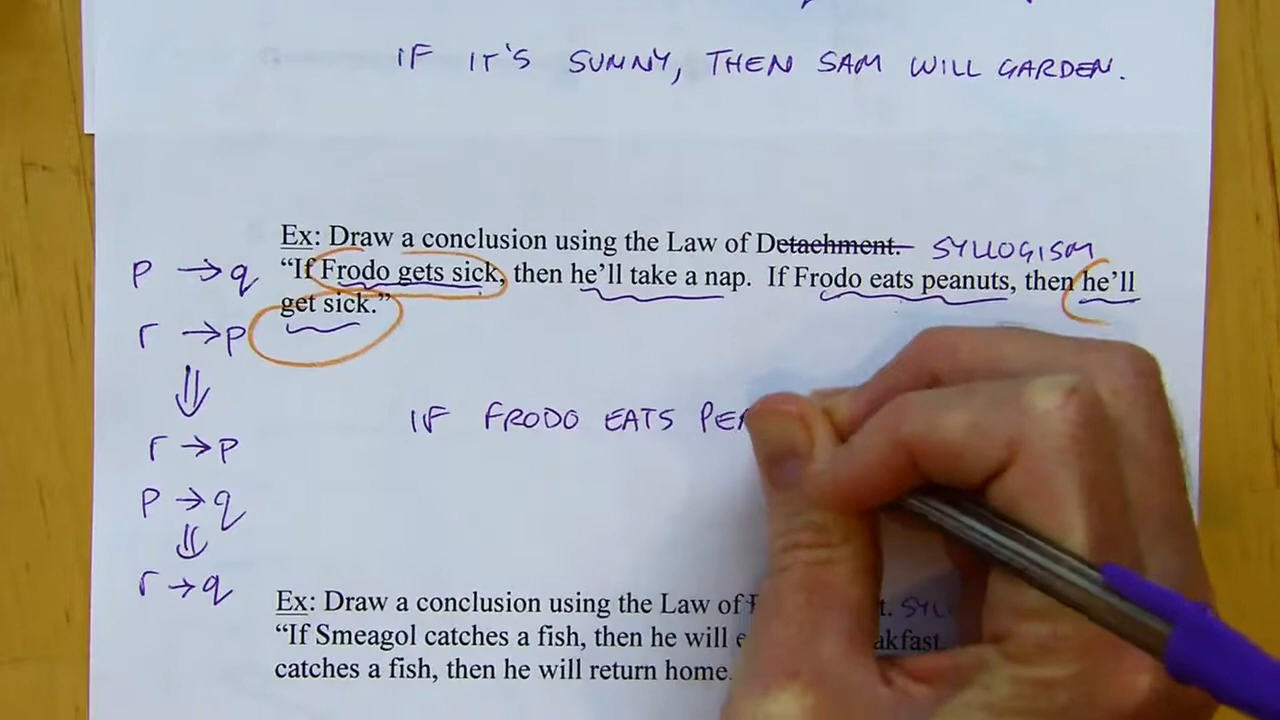 IF IT'S SUNNY, THEN SAM WILL GARDEN.
Ex: Draw a conclusion using the Law of Detachment. SYLLOGISM
"If Frodo gets sick, then he'll take a nap. If Frodo eats peanuts, then he'll
get sick."
p → q
r → p
⇓
r → p
p → q
⇓
r → q
IF FRODO EATS PEA
Ex: Draw a conclusion using the Law of t. SYL
"If Smeagol catches a fish, then he will e akfast.
catches a fish, then he will return home.